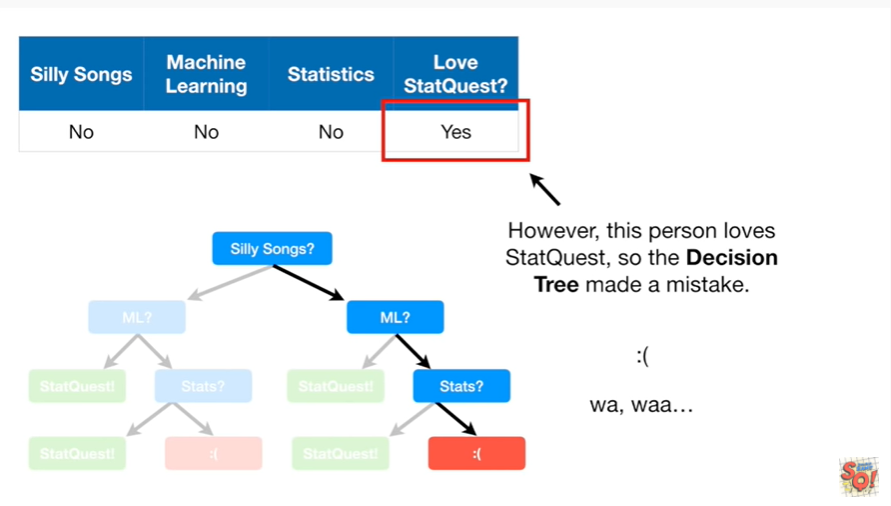 Silly Songs
Machine
Learning
Statistics
Love
StatQuest?
No
No
No
Yes
However, this person loves
StatQuest, so the Decision
Tree made a mistake.
:(
wa, waa…
Silly Songs?
ML?
ML?
StatQuest!
Stats?
StatQuest!
Stats?
StatQuest!
:(
StatQuest!
:(
SQ!